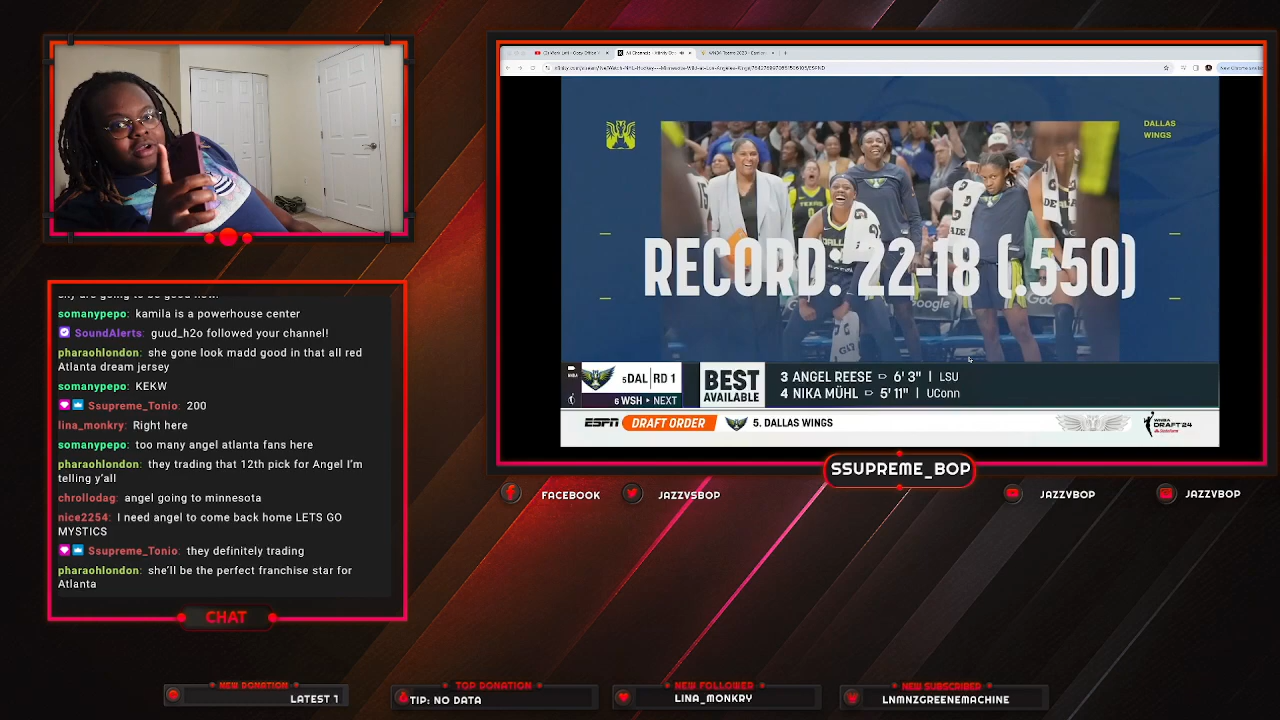 DALLAS
WINGS
RECORD: 22-18 (.550)
Google
5 DAL RD 1
6 WSH ▷ NEXT
BEST
AVAILABLE
3 ANGEL REESE ▷ 6' 3" | LSU
4 NIKA MÜHL ▷ 5' 11" | UConn
ESPN DRAFT ORDER 5. DALLAS WINGS
WNBA
DRAFT '24
SSUPREME_BOP
FACEBOOK
JAZZVSBOP
JAZZVBOP
JAZZVBOP
somanypepo: kamila is a powerhouse center
SoundAlerts: guud_h2o followed your channel!
pharaohlondon: she gone look madd good in that all red
Atlanta dream jersey
somanypepo: KEKW
Ssupreme_Tonio: 200
lina_monkry: Right here
somanypepo: too many angel atlanta fans here
pharaohlondon: they trading that 12th pick for Angel I'm
telling y'all
chrollodag: angel going to minnesota
nice2254: I need angel to come back home LETS GO
MYSTICS
Ssupreme_Tonio: they definitely trading
pharaohlondon: she'll be the perfect franchise star for
Atlanta
CHAT
NEW DONATION
LATEST 1
TOP DONATION
TIP: NO DATA
NEW FOLLOWER
LINA_MONKRY
NEW SUBSCRIBER
LNMNZGREENEMACHINE